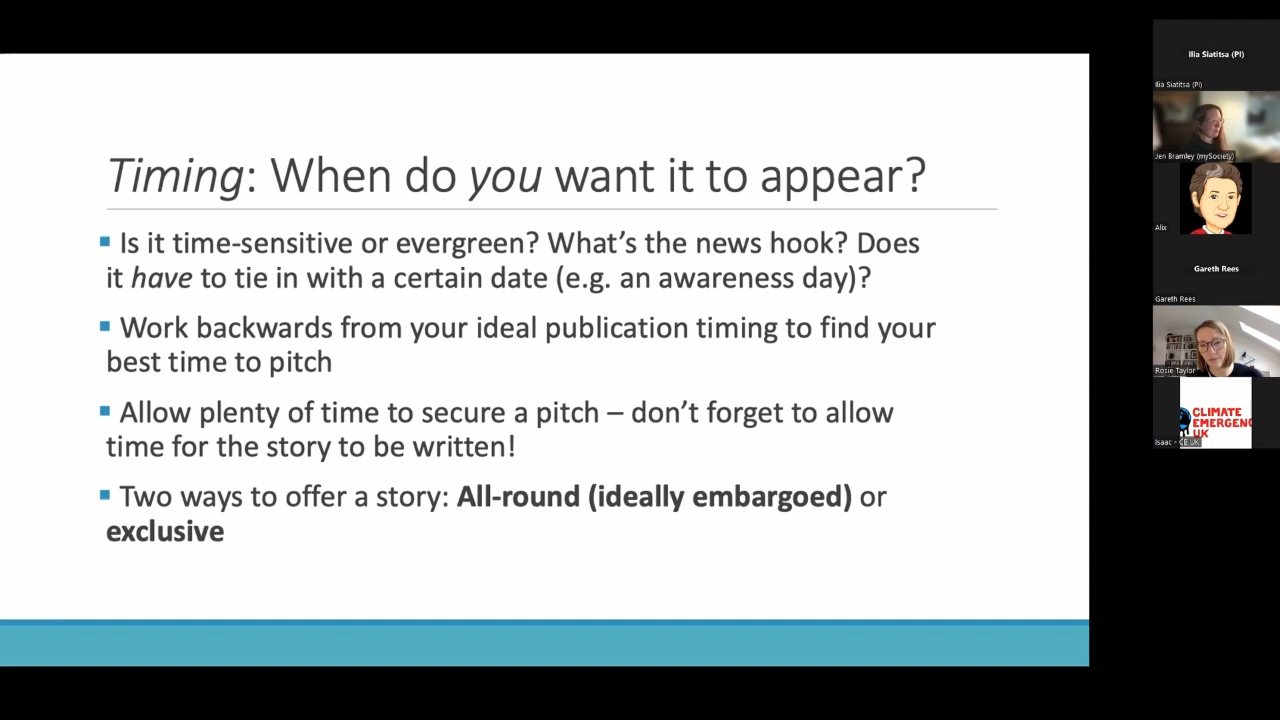 Timing: When do you want it to appear?
▪ Is it time-sensitive or evergreen? What’s the news hook? Does
it have to tie in with a certain date (e.g. an awareness day)?
▪ Work backwards from your ideal publication timing to find your
best time to pitch
▪ Allow plenty of time to secure a pitch – don’t forget to allow
time for the story to be written!
▪ Two ways to offer a story: All-round (ideally embargoed) or
exclusive
Ilia Siatitsa (PI)
Ilia Siatitsa (PI)
Jen Bramley (mySociety)
Alix
Gareth Rees
Gareth Rees
Rosie Taylor
CLIMATE
EMERGENC
UK
Isaac - CE UK